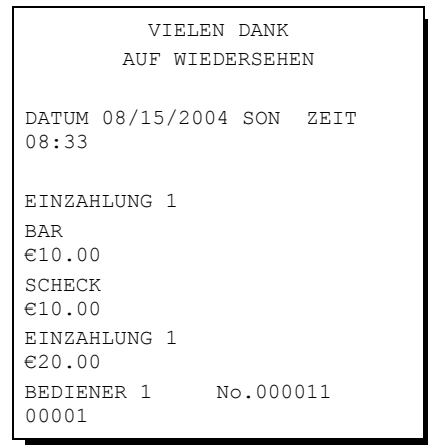 VIELEN DANK
AUF WIEDERSEHEN
DATUM 08/15/2004 SON ZEIT
08:33
EINZAHLUNG 1
BAR
€10.00
SCHECK
€10.00
EINZAHLUNG 1
€20.00
BEDIENER 1 No.000011
00001